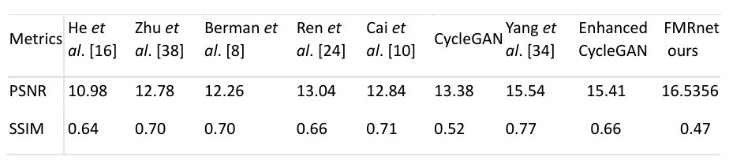 Metrics He et al. [16] Zhu et al. [38] Berman et al. [8] Ren et al. [24] Cai et al. [10] CycleGAN Yang et al. [34] Enhanced CycleGAN FMRnet ours
PSNR 10.98 12.78 12.26 13.04 12.84 13.38 15.54 15.41 16.5356
SSIM 0.64 0.70 0.70 0.66 0.71 0.52 0.77 0.66 0.47